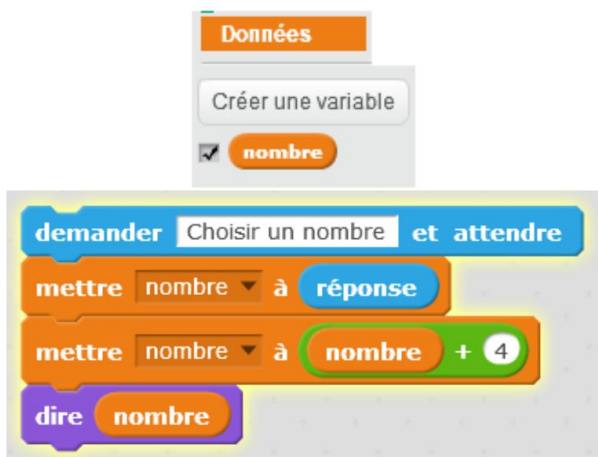 Données
Créer une variable
nombre
demander Choisir un nombre et attendre
mettre nombre à réponse
mettre nombre à nombre + 4
dire nombre